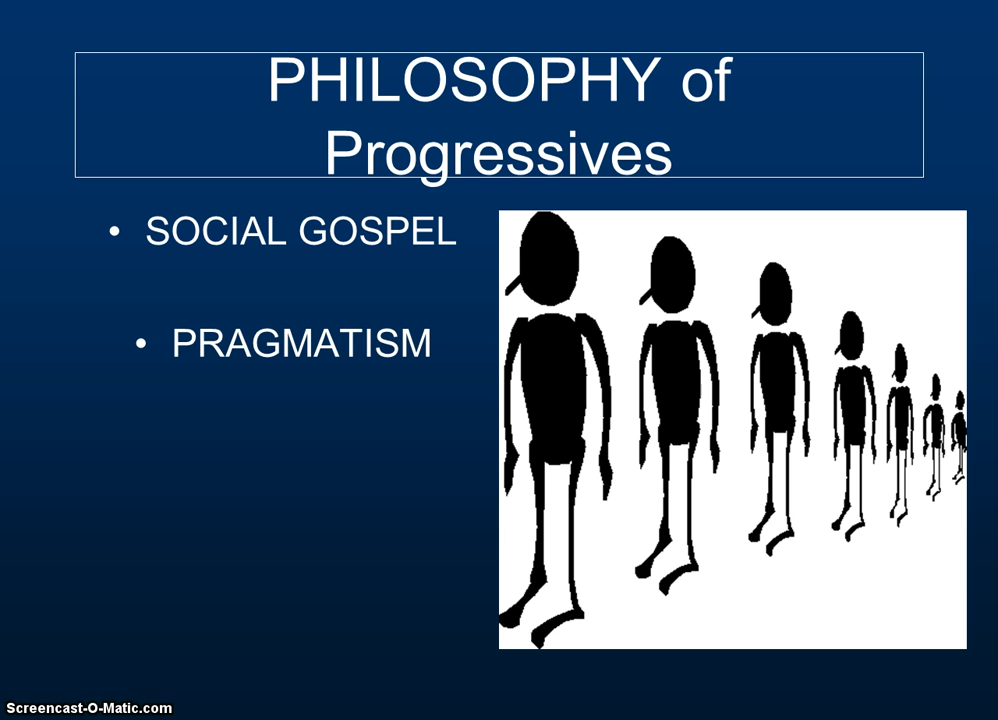 PHILOSOPHY of
Progressives
• SOCIAL GOSPEL
• PRAGMATISM
Screencast-O-Matic.com